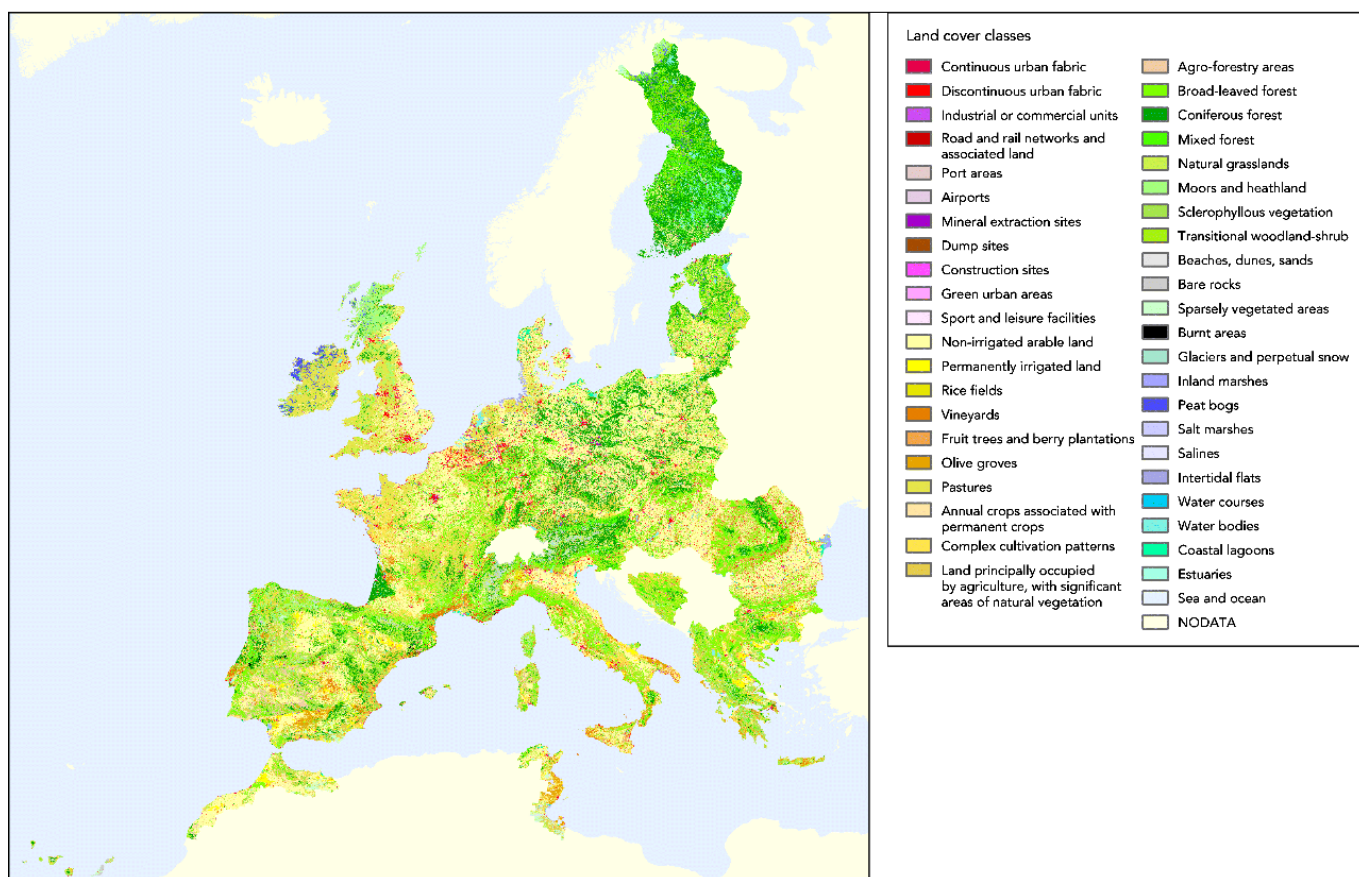 Land cover classes
Continuous urban fabric
Discontinuous urban fabric
Industrial or commercial units
Road and rail networks and
associated land
Port areas
Airports
Mineral extraction sites
Dump sites
Construction sites
Green urban areas
Sport and leisure facilities
Non-irrigated arable land
Permanently irrigated land
Rice fields
Vineyards
Fruit trees and berry plantations
Olive groves
Pastures
Annual crops associated with
permanent crops
Complex cultivation patterns
Land principally occupied
by agriculture, with significant
areas of natural vegetation
Agro-forestry areas
Broad-leaved forest
Coniferous forest
Mixed forest
Natural grasslands
Moors and heathland
Sclerophyllous vegetation
Transitional woodland-shrub
Beaches, dunes, sands
Bare rocks
Sparsely vegetated areas
Burnt areas
Glaciers and perpetual snow
Inland marshes
Peat bogs
Salt marshes
Salines
Intertidal flats
Water courses
Water bodies
Coastal lagoons
Estuaries
Sea and ocean
NODATA